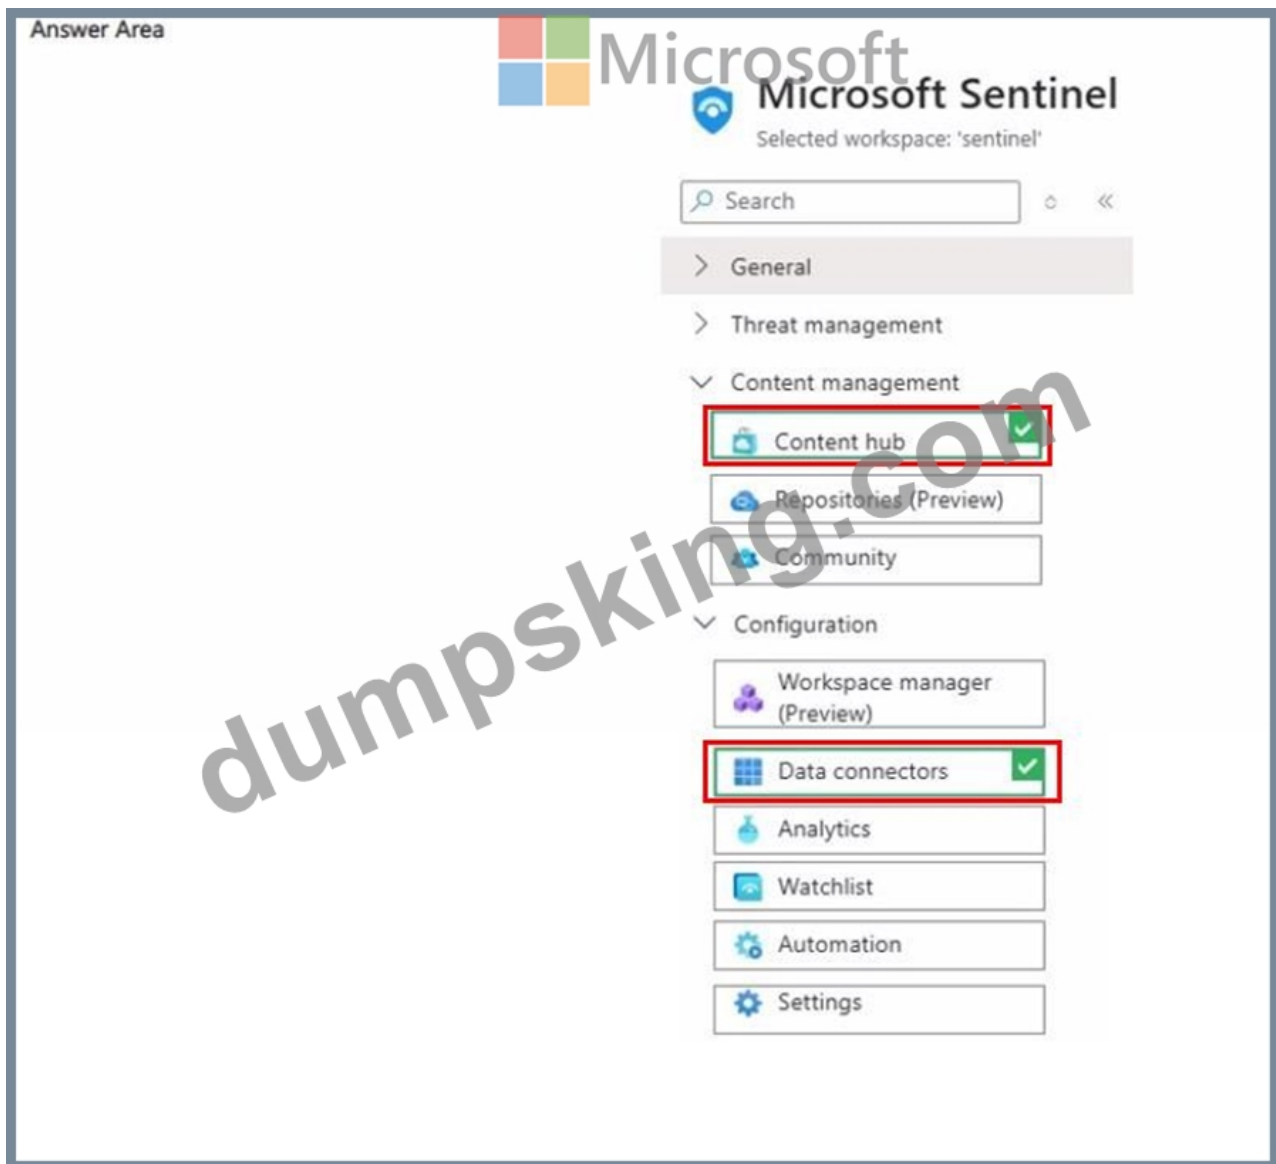 Answer Area
Microsoft
Microsoft Sentinel
Selected workspace: 'sentinel'
Search
General
Threat management
Content management
Content hub
Repositories (Preview)
Community
Configuration
Workspace manager
(Preview)
Data connectors
Analytics
Watchlist
Automation
Settings
dumpsking.com